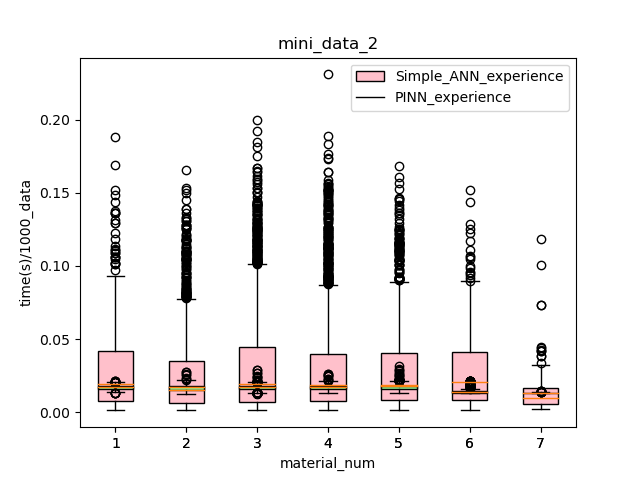 mini_data_2
Simple_ANN_experience
PINN_experience
time(s)/1000_data
0.20
0.15
0.10
0.05
0.00
1 2 3 4 5 6 7
material_num